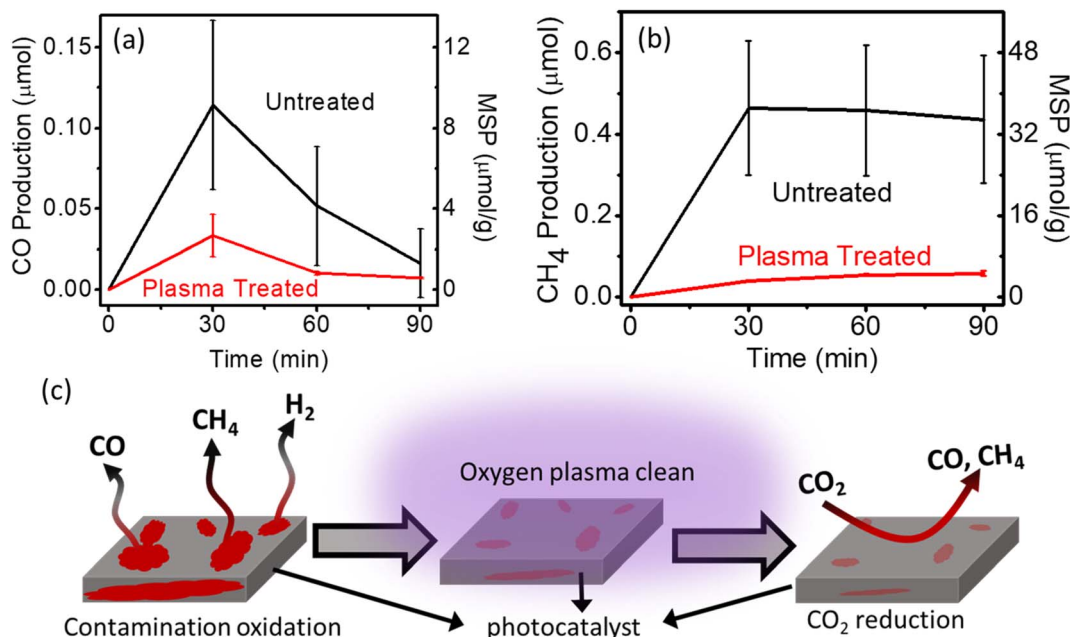 (a)
CO Production (μmol)
0.15
0.10
0.05
0.00
Untreated
Plasma Treated
12
8
4
0
MSP (μmol/g)
0 30 60 90
Time (min)
(b)
CH4 Production (μmol)
0.6
0.4
0.2
0.0
Untreated
Plasma Treated
48
32
16
0
MSP (μmol/g)
0 30 60 90
Time (min)
(c)
CO
CH4
H2
Contamination oxidation
Oxygen plasma clean
photocatalyst
CO2
CO, CH4
CO2 reduction